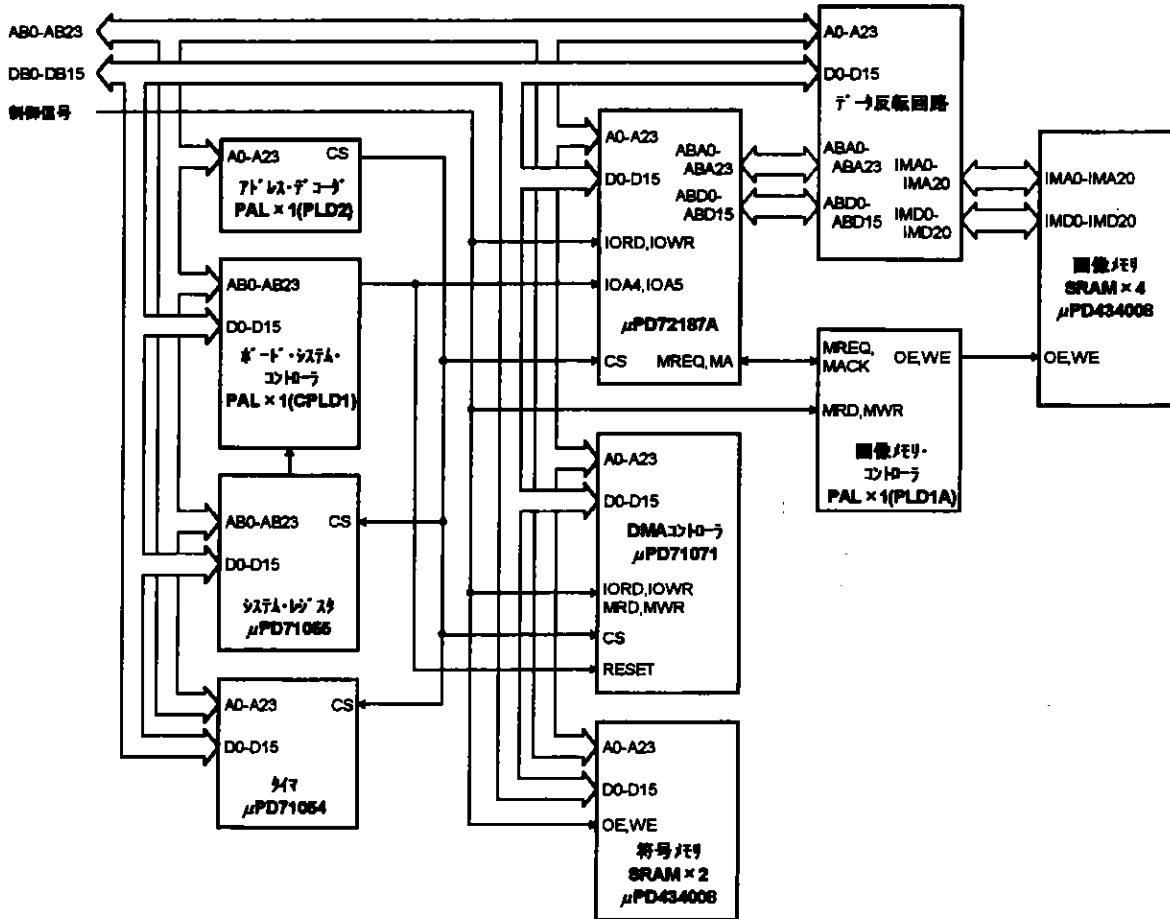 AB0-AB23
DB0-DB15
制御信号
A0-A23 CS
アドレス・デコーダ
PAL×1(PLD2)
AB0-AB23
D0-D15
ボード・システム・
コントローラ
PAL×1(CPLD1)
AB0-AB23 CS
D0-D15
システム・レジスタ
μPD71055
A0-A23 CS
D0-D15
タイマ
μPD71054
A0-A23
D0-D15
ABA0-
ABA23
ABD0-
ABD15
IORD,IOWR
IOA4,IOA5
μPD72187A
CS MREQ,MA
A0-A23
D0-D15
DMAコントローラ
μPD71071
IORD,IOWR
MRD,MWR
CS
RESET
A0-A23
D0-D15
OE,WE
符号メモリ
SRAM×2
μPD434008
A0-A23
D0-D15
データ反転回路
ABA0-
ABA23
IMA0-
IMA20
ABD0-
ABD15
IMD0-
IMD20
MREQ,
MACK
OE,WE
MRD,MWR
画像メモリ・
コントローラ
PAL×1(PLD1A)
IMA0-IMA20
IMD0-IMD20
画像メモリ
SRAM×4
μPD434008
OE,WE